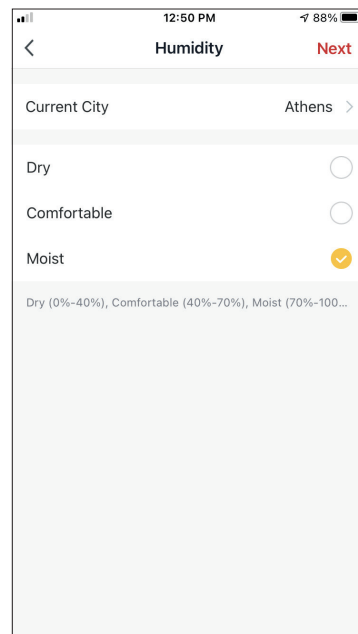 12:50 PM 88%
Humidity Next
Current City Athens
Dry
Comfortable
Moist
Dry (0%-40%), Comfortable (40%-70%), Moist (70%-100...